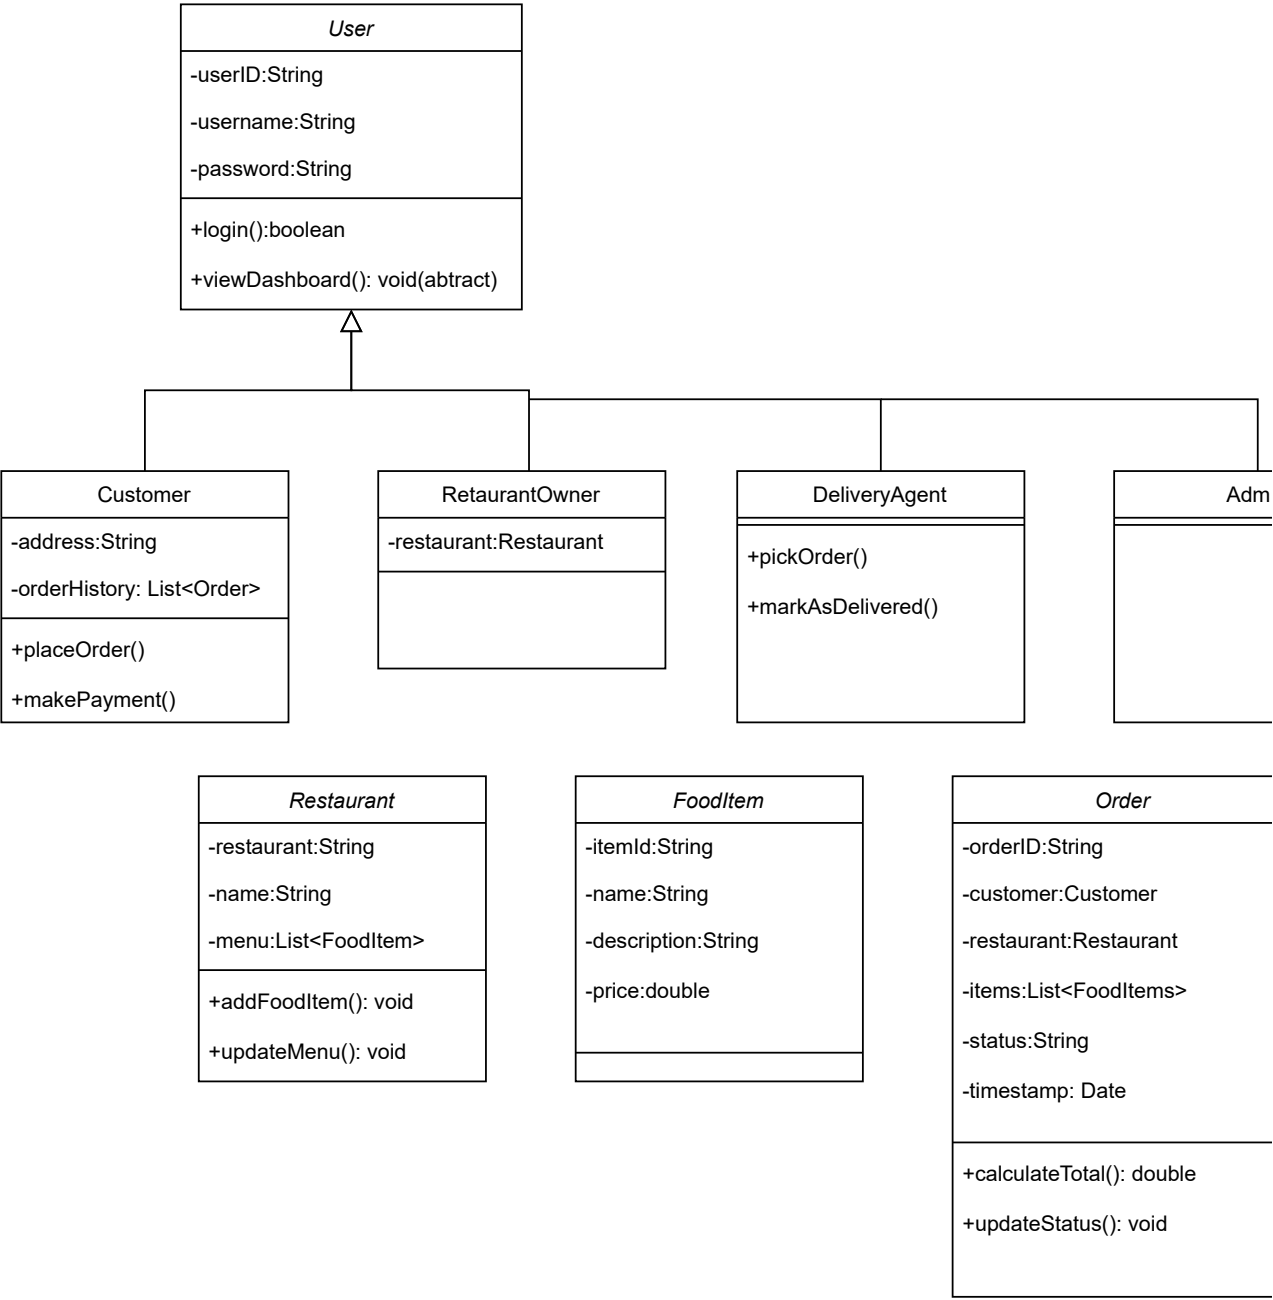 User
-userID:String
-username:String
-password:String
+login():boolean
+viewDashboard(): void(abtract)
Customer
-address:String
-orderHistory: List<Order>
+placeOrder()
+makePayment()
RetaurantOwner
-restaurant:Restaurant
DeliveryAgent
+pickOrder()
+markAsDelivered()
Adm
Restaurant
-restaurant:String
-name:String
-menu:List<FoodItem>
+addFoodItem(): void
+updateMenu(): void
FoodItem
-itemId:String
-name:String
-description:String
-price:double
Order
-orderID:String
-customer:Customer
-restaurant:Restaurant
-items:List<FoodItems>
-status:String
-timestamp: Date
+calculateTotal(): double
+updateStatus(): void